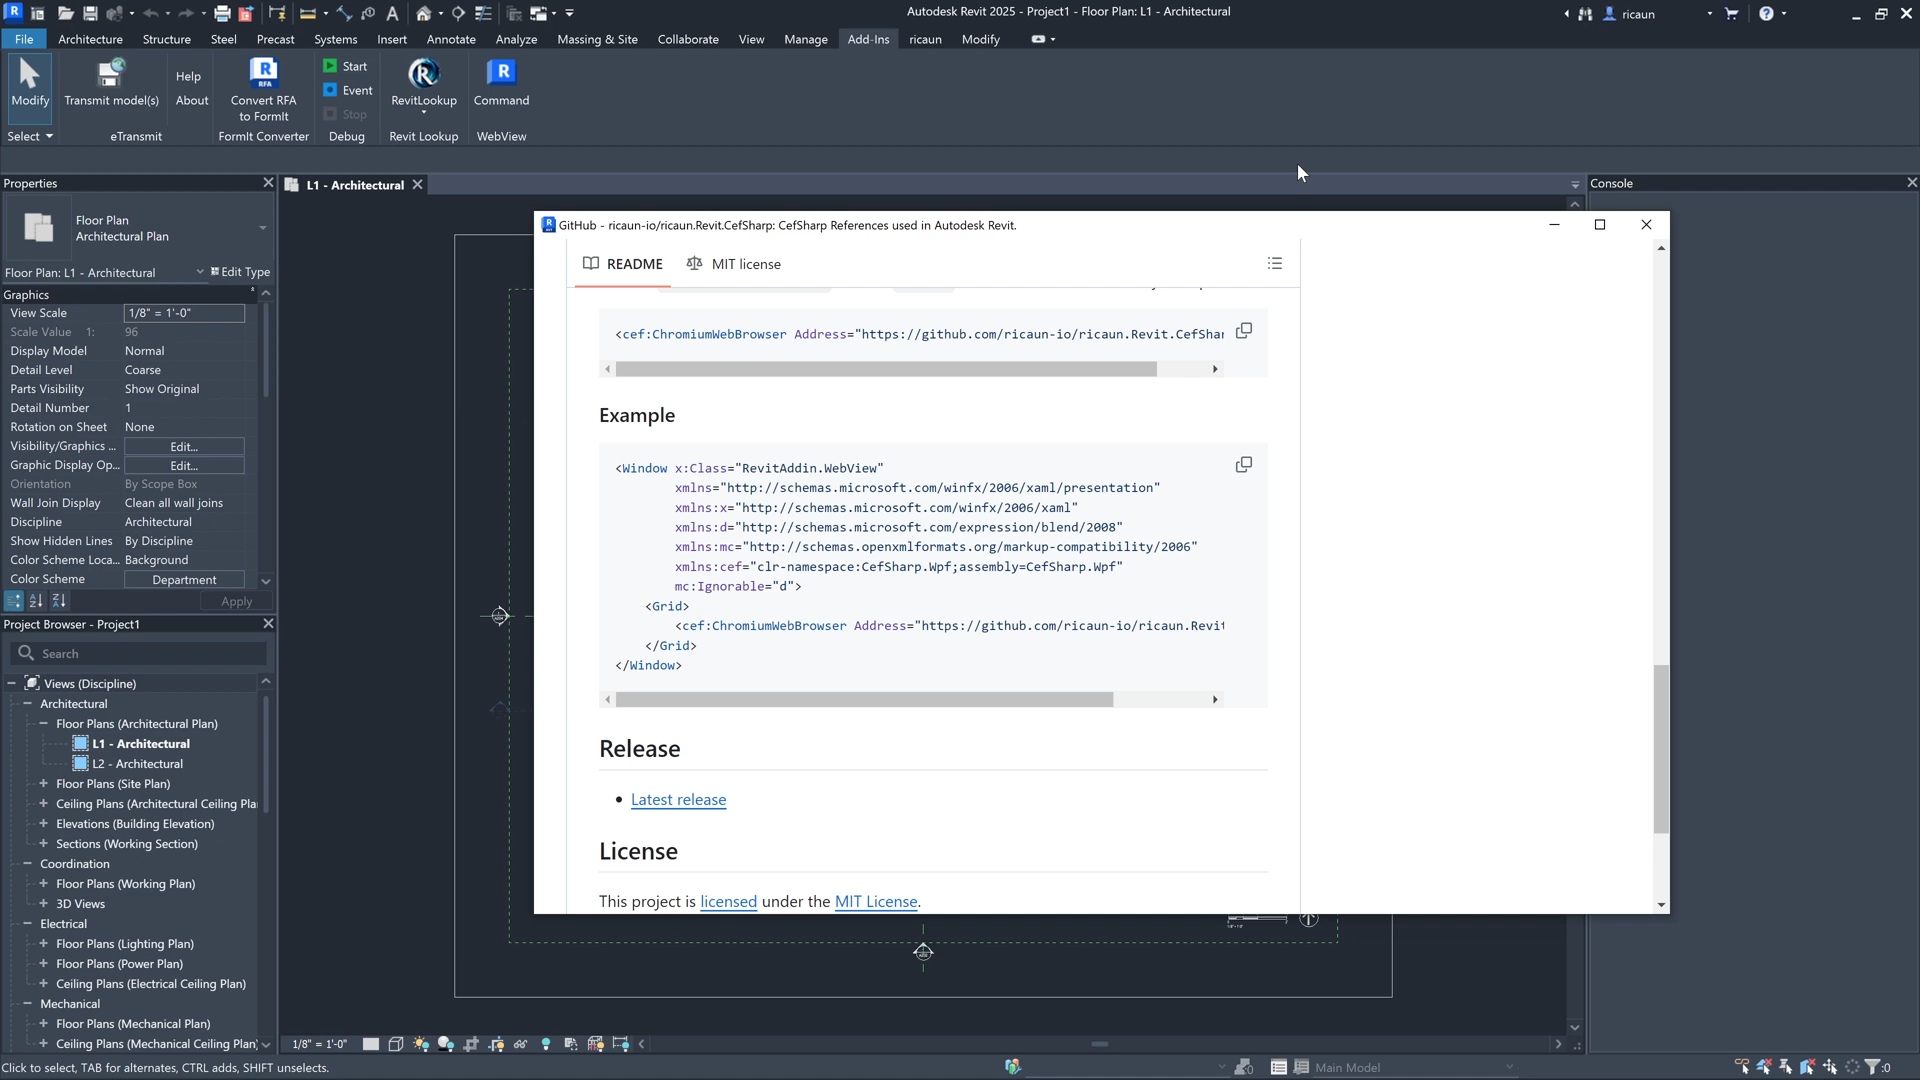 Autodesk Revit 2025 - Project1 - Floor Plan: L1 - Architectural
ricaun
File
Architecture
Structure
Steel
Precast
Systems
Insert
Annotate
Analyze
Massing & Site
Collaborate
View
Manage
Add-Ins
ricaun
Modify
Modify
Transmit model(s)
Help
About
Convert RFA
to FormIt
Start
Event
Stop
RevitLookup
Command
Select
eTransmit
FormIt Converter
Debug
Revit Lookup
WebView
Properties
L1 - Architectural
Console
Floor Plan
Architectural Plan
Floor Plan: L1 - Architectural
Edit Type
Graphics
View Scale 1/8" = 1'-0"
Scale Value 1: 96
Display Model Normal
Detail Level Coarse
Parts Visibility Show Original
Detail Number 1
Rotation on Sheet None
Visibility/Graphics ... Edit...
Graphic Display Op... Edit...
Orientation By Scope Box
Wall Join Display Clean all wall joins
Discipline Architectural
Show Hidden Lines By Discipline
Color Scheme Loca... Background
Color Scheme Department
Apply
Project Browser - Project1
Search
Views (Discipline)
Architectural
Floor Plans (Architectural Plan)
L1 - Architectural
L2 - Architectural
Floor Plans (Site Plan)
Ceiling Plans (Architectural Ceiling Pla
Elevations (Building Elevation)
Sections (Working Section)
Coordination
Floor Plans (Working Plan)
3D Views
Electrical
Floor Plans (Lighting Plan)
Floor Plans (Power Plan)
Ceiling Plans (Electrical Ceiling Plan)
Mechanical
Floor Plans (Mechanical Plan)
Ceiling Plans (Mechanical Ceiling Plan)
GitHub - ricaun-io/ricaun.Revit.CefSharp: CefSharp References used in Autodesk Revit.
README
MIT license
<cef:ChromiumWebBrowser Address="https://github.com/ricaun-io/ricaun.Revit.CefShar
Example
<Window x:Class="RevitAddin.WebView"
xmlns="http://schemas.microsoft.com/winfx/2006/xaml/presentation"
xmlns:x="http://schemas.microsoft.com/winfx/2006/xaml"
xmlns:d="http://schemas.microsoft.com/expression/blend/2008"
xmlns:mc="http://schemas.openxmlformats.org/markup-compatibility/2006"
xmlns:cef="clr-namespace:CefSharp.Wpf;assembly=CefSharp.Wpf"
mc:Ignorable="d">
<Grid>
<cef:ChromiumWebBrowser Address="https://github.com/ricaun-io/ricaun.Revit
</Grid>
</Window>
Release
Latest release
License
This project is licensed under the MIT License.
1/8" = 1'-0"
Click to select, TAB for alternates, CTRL adds, SHIFT unselects.
Main Model
:0